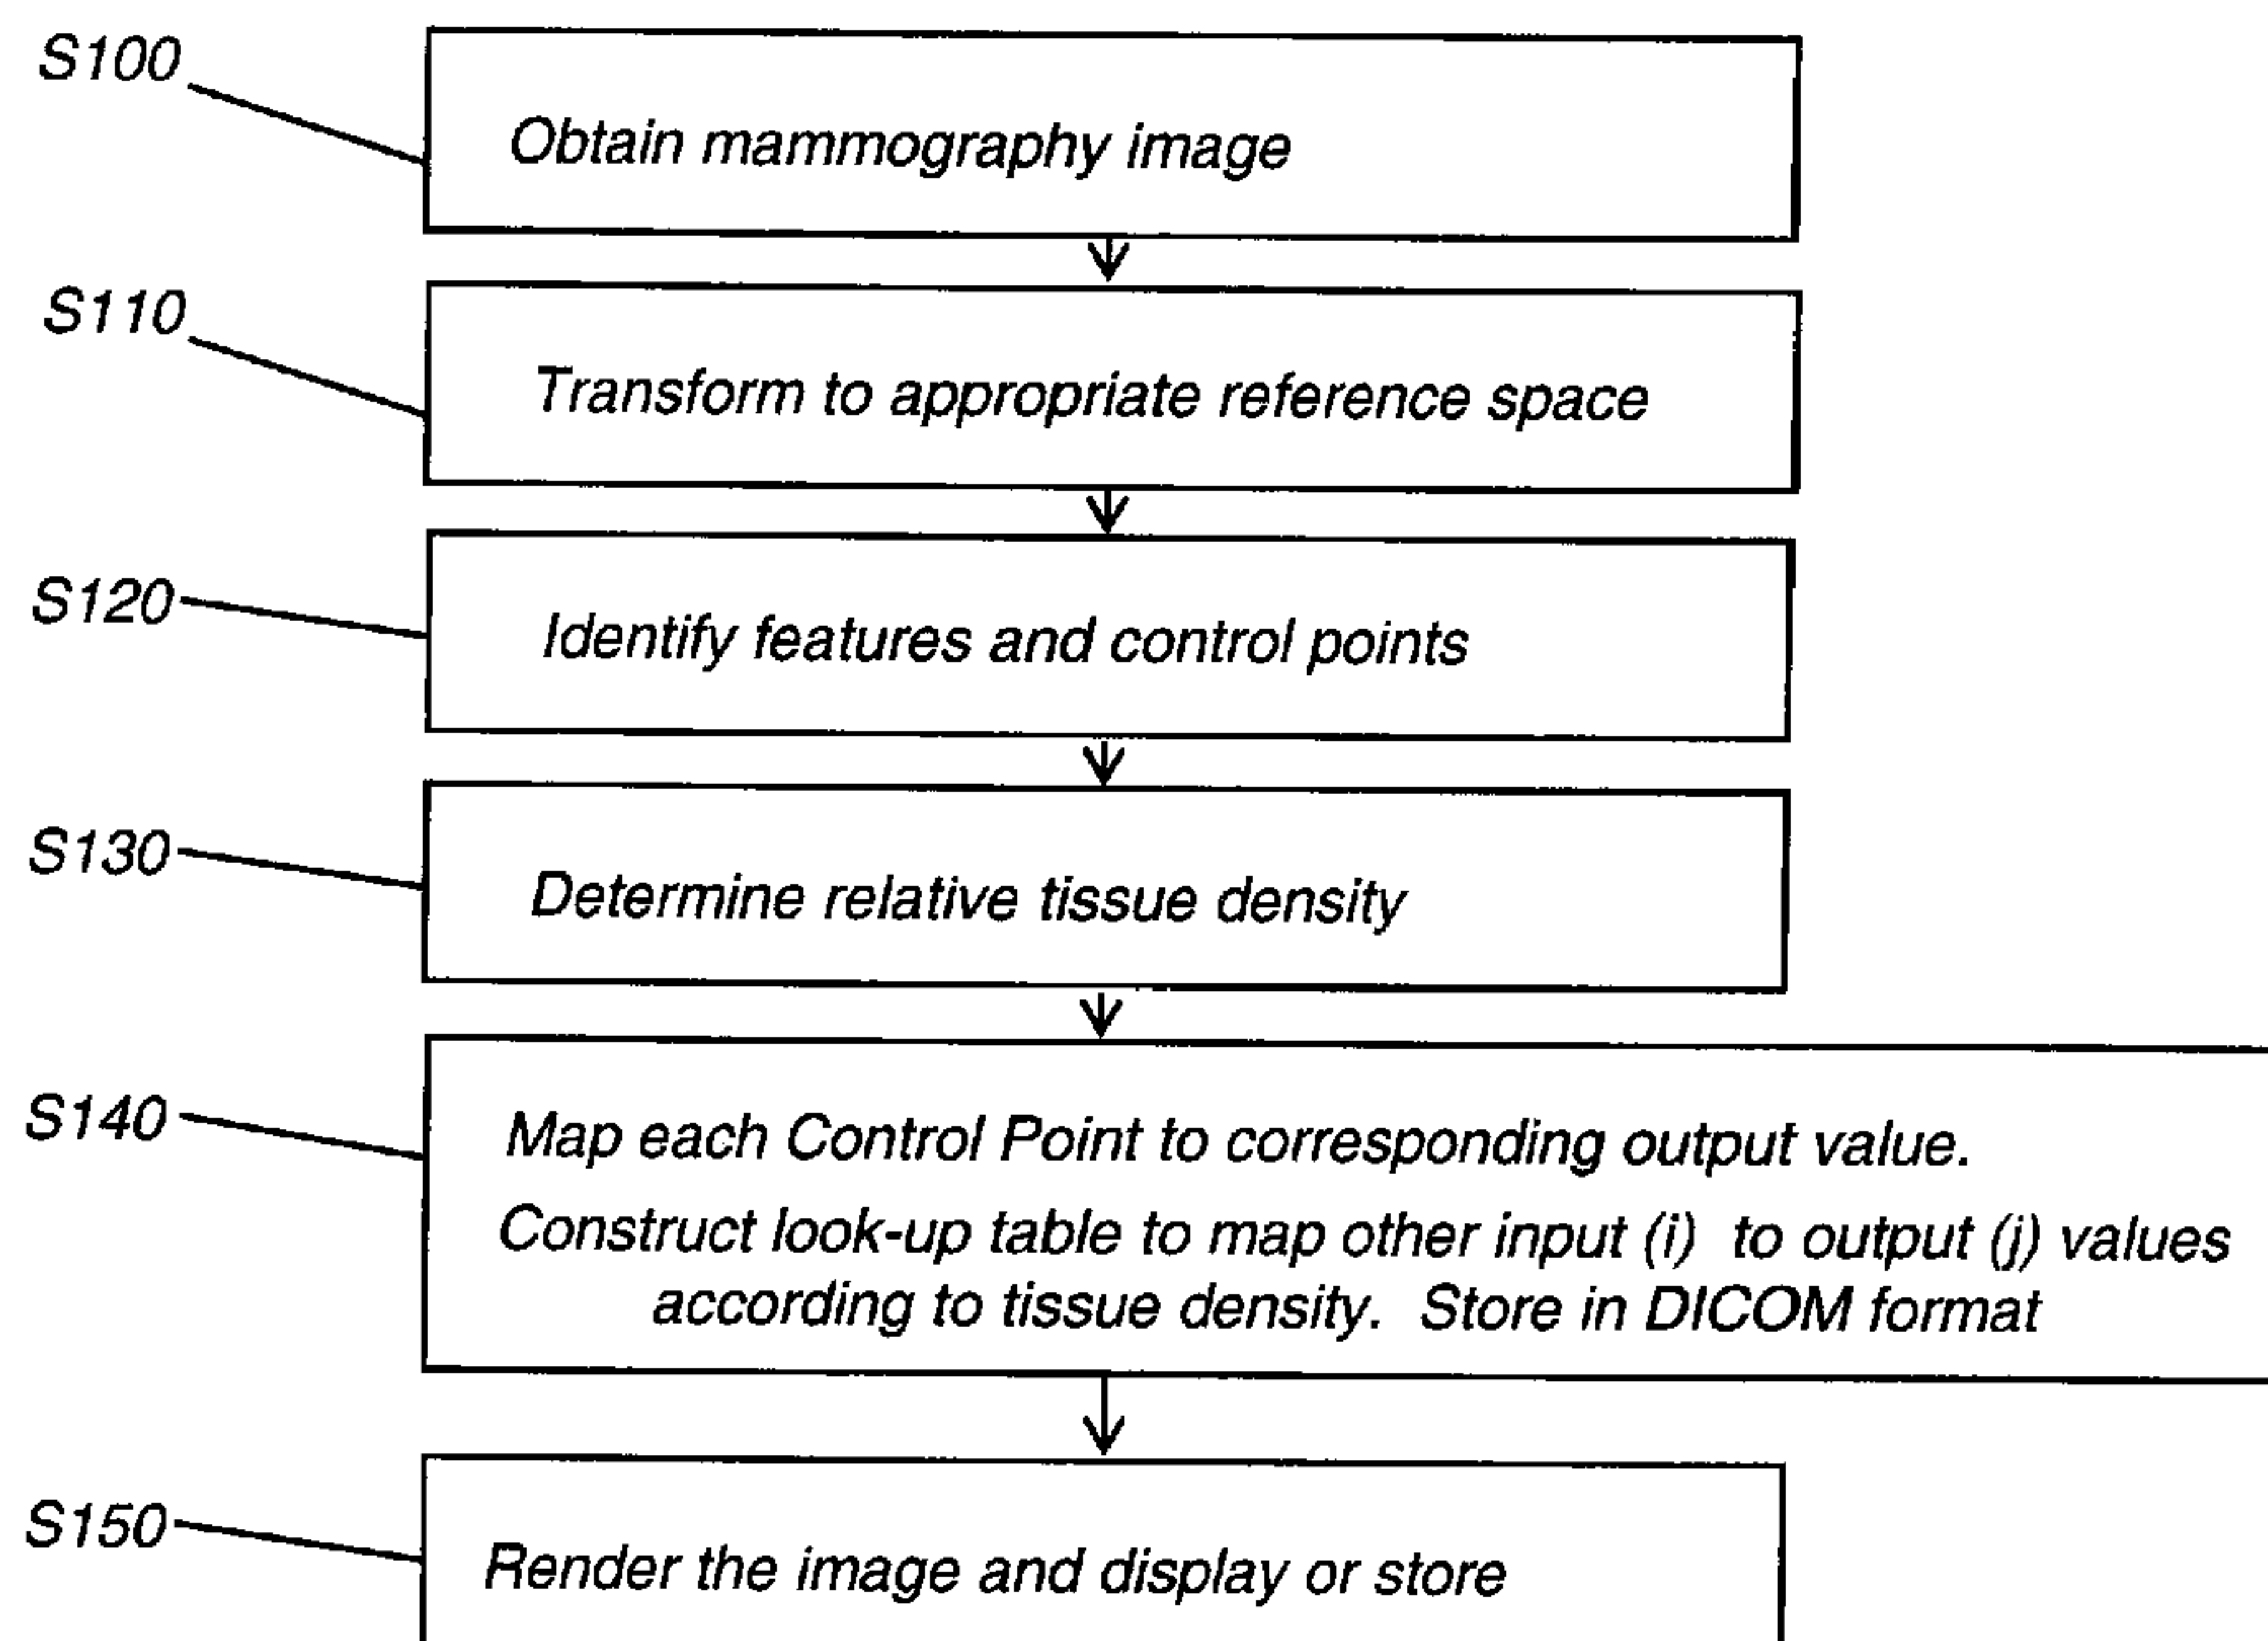 S100
Obtain mammography image
S110
Transform to appropriate reference space
S120
Identify features and control points
S130
Determine relative tissue density
S140
Map each Control Point to corresponding output value.
Construct look-up table to map other input (i) to output (j) values
according to tissue density. Store in DICOM format
S150
Render the image and display or store